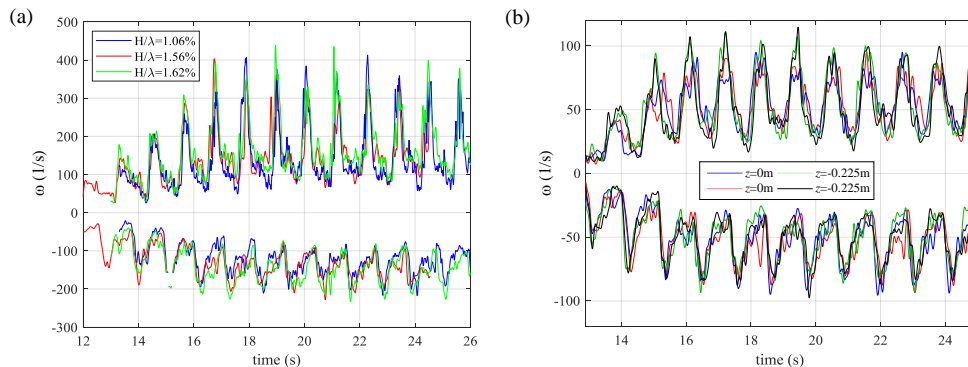 (a)
500
400
300
200
100
0
-100
-200
-300
ω (1/s)
12 14 16 18 20 22 24 26
time (s)
H/λ=1.06%
H/λ=1.56%
H/λ=1.62%
(b)
100
50
0
-50
-100
ω (1/s)
14 16 18 20 22 24
time (s)
z=0m z=-0.225m
z=0m z=-0.225m